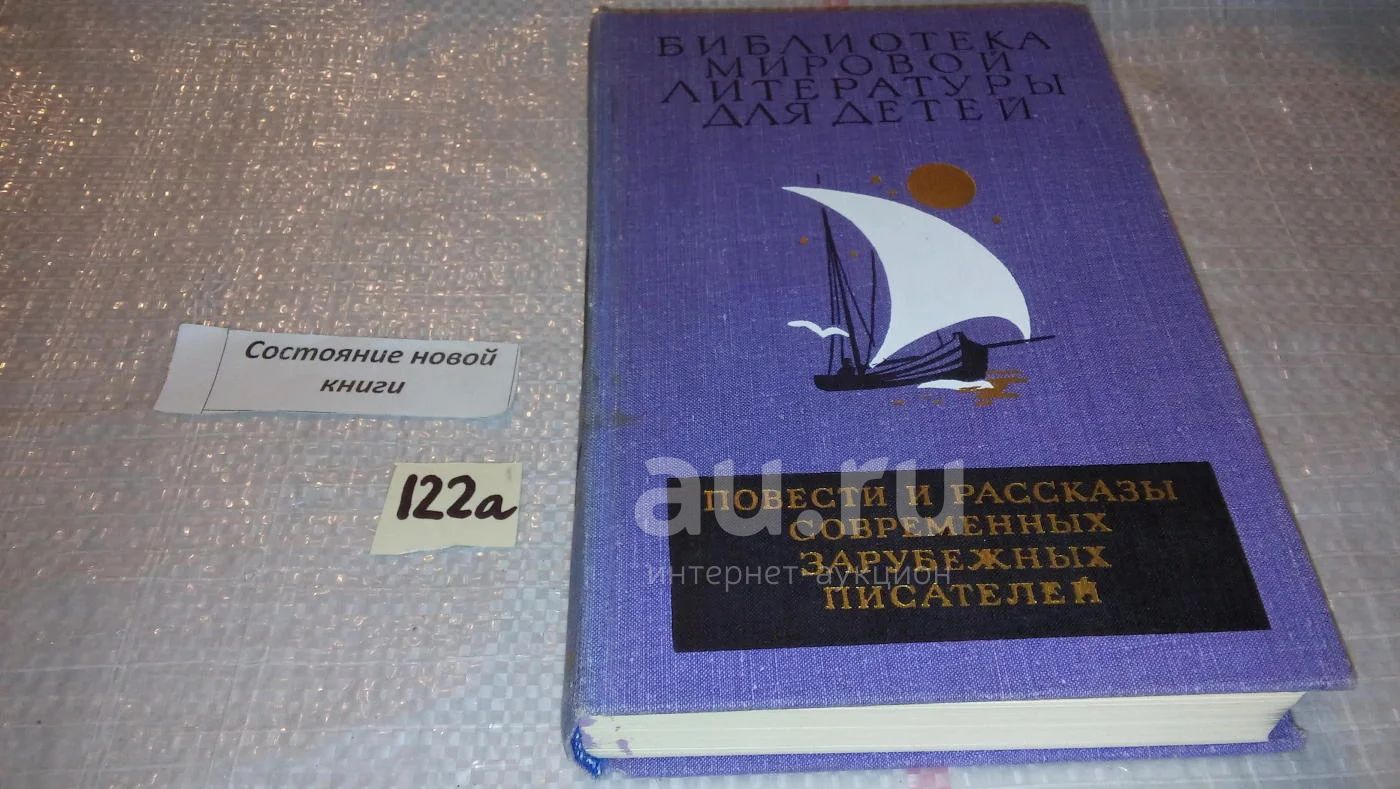 БИБЛИОТЕКА
МИРОВОЙ
ЛИТЕРАТУРЫ
ДЛЯ ДЕТЕЙ
Состояние новой
книги
122а
au.ru
интернет-аукцион
ПОВЕСТИ И РАССКАЗЫ
СОВРЕМЕННЫХ
ЗАРУБЕЖНЫХ
ПИСАТЕЛЕЙ